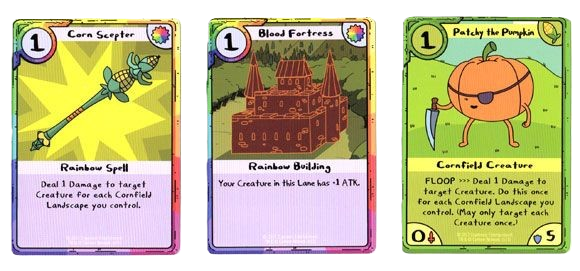 1
Corn Scepter
Rainbow Spell
Deal 1 Damage to target
Creature for each Cornfield
Landscape you control.
1
Blood Fortress
Rainbow Building
Your Creature in this Lane has +1 ATK.
1
Patchy the Pumpkin
Cornfield Creature
FLOOP >>> Deal 1 Damage to
target Creature. Do this once
for each Cornfield Landscape you
control. (May only target each
Creature once.)
0
5